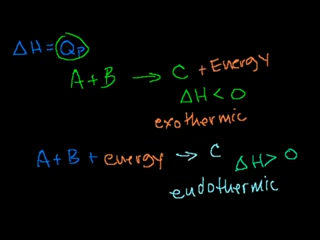 ΔH = Qp
A + B → C + Energy
ΔH < 0
exothermic
A + B + energy → C ΔH > 0
endothermic